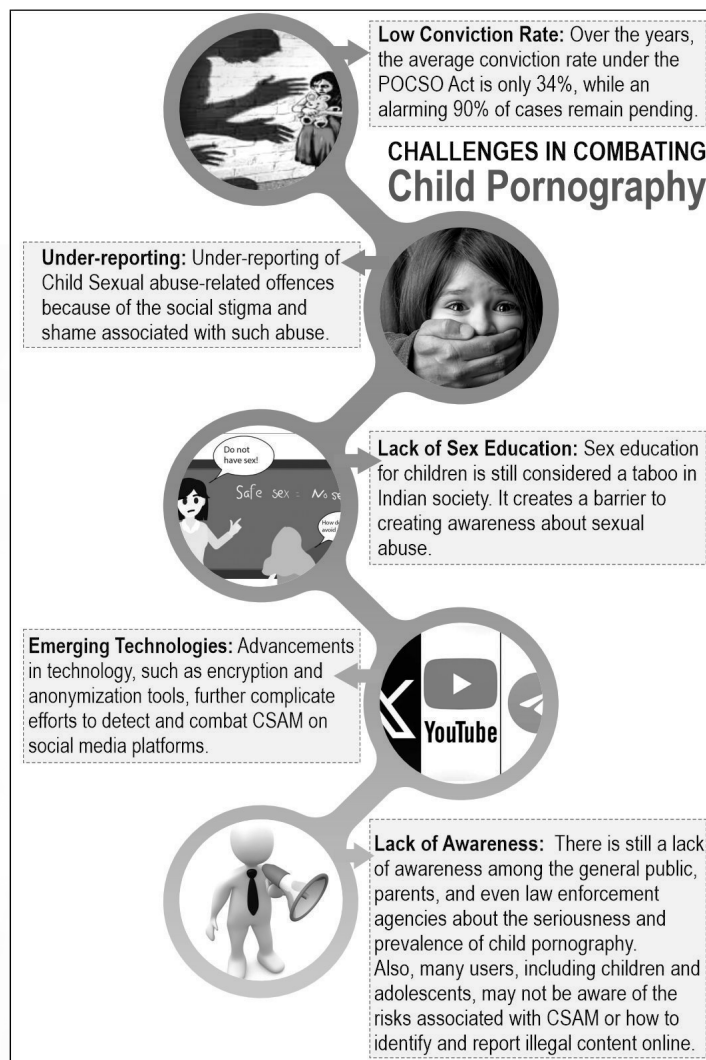 Low Conviction Rate: Over the years,
the average conviction rate under the
POCSO Act is only 34%, while an
alarming 90% of cases remain pending.
CHALLENGES IN COMBATING
Child Pornography
Under-reporting: Under-reporting of
Child Sexual abuse-related offences
because of the social stigma and
shame associated with such abuse.
Do not
have sex!
Safe sex = No se
How do
avoid
Lack of Sex Education: Sex education
for children is still considered a taboo in
Indian society. It creates a barrier to
creating awareness about sexual
abuse.
Emerging Technologies: Advancements
in technology, such as encryption and
anonymization tools, further complicate
efforts to detect and combat CSAM on
social media platforms.
X
YouTube
Lack of Awareness: There is still a lack
of awareness among the general public,
parents, and even law enforcement
agencies about the seriousness and
prevalence of child pornography.
Also, many users, including children and
adolescents, may not be aware of the
risks associated with CSAM or how to
identify and report illegal content online.